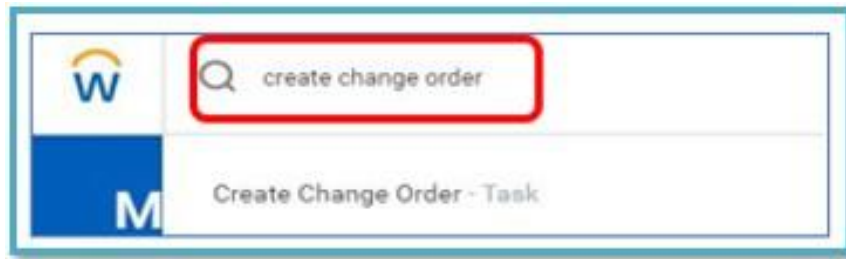 W
create change order
M
Create Change Order - Task